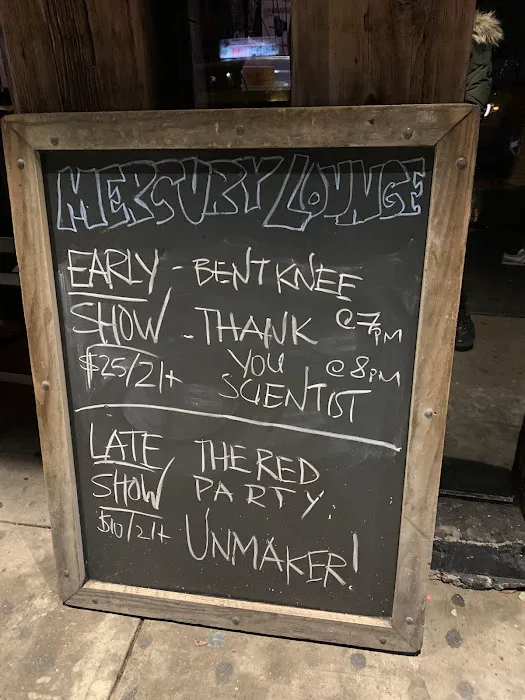 MERCURY LOUNGE
EARLY - BENT KNEE
SHOW - THANK @7PM
$25/21+ YOU @8PM
SCIENTIST
LATE THE RED
SHOW PARTY.
$10/21+ UNMAKER!